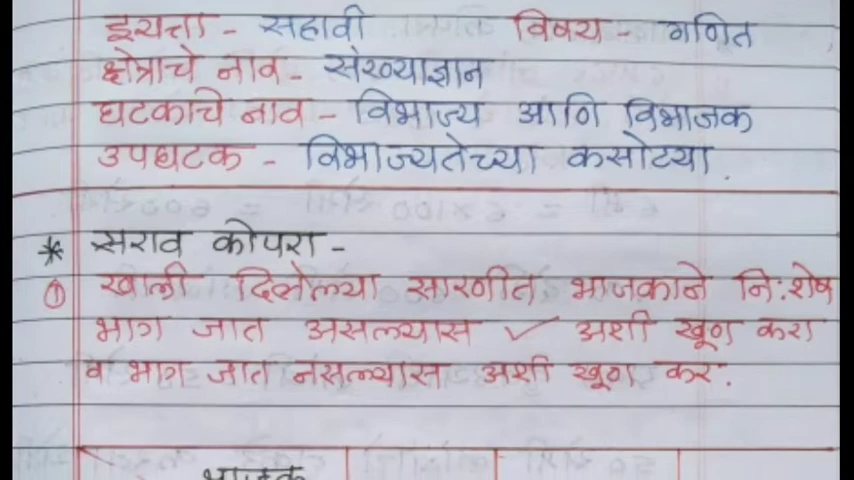 इयत्ता - सहावी विषय - गणित
क्षेत्राचे नाव - संख्याज्ञान
घटकाचे नाव - विभाज्य आणि विभाजक
उपघटक - विभाज्यतेच्या कसोट्या.
* सराव कोपरा -
① खाली दिलेल्या सारणीत भाजकाने नि:शेष
भाग जात असल्यास ✓ अशी खूण करा
व भाग जात नसल्यास अशी खूण कर.
भाजक